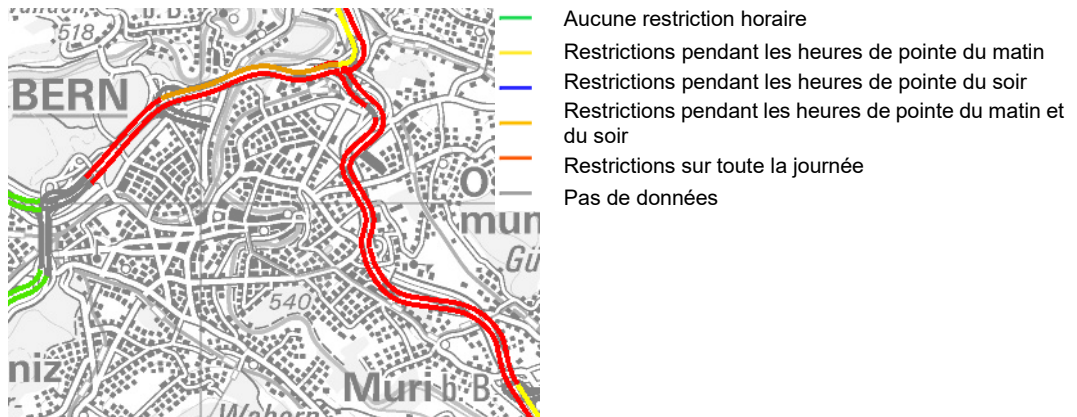 518
b. B.
BERN
niz
540
Muri b. B.
mun
Gü
Aucune restriction horaire
Restrictions pendant les heures de pointe du matin
Restrictions pendant les heures de pointe du soir
Restrictions pendant les heures de pointe du matin et
du soir
Restrictions sur toute la journée
Pas de données